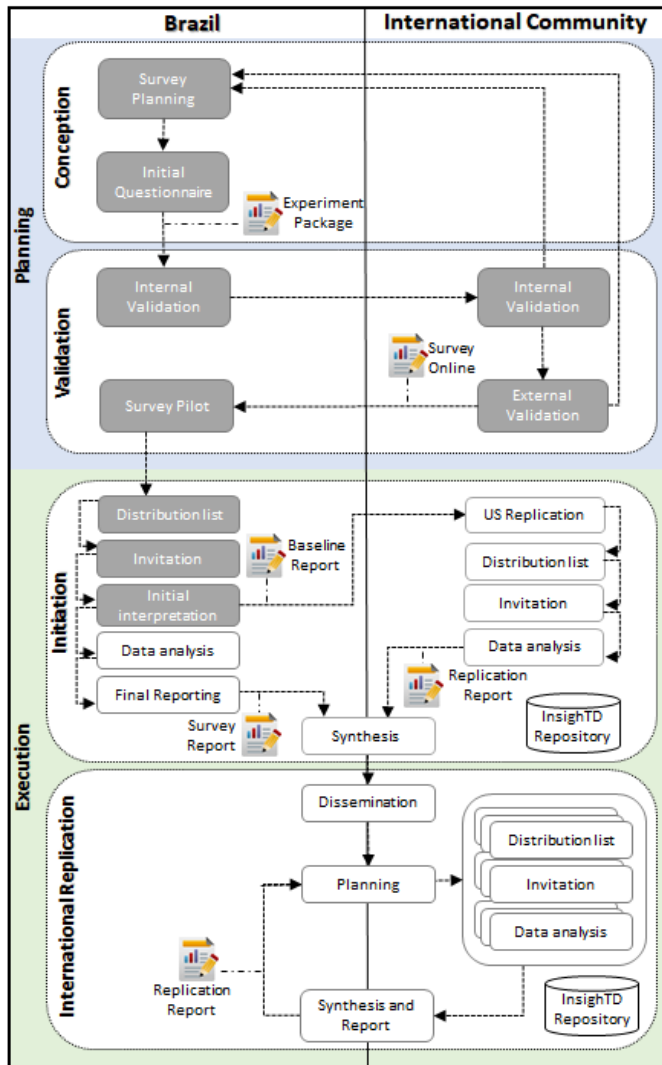 Brazil
International Community
Planning
Conception
Survey
Planning
Initial
Questionnaire
Experiment
Package
Validation
Internal
Validation
Internal
Validation
Survey
Online
Survey Pilot
External
Validation
Execution
Initiation
Distribution list
Invitation
Initial
interpretation
Data analysis
Final Reporting
Baseline
Report
US Replication
Distribution list
Invitation
Data analysis
Replication
Report
Survey
Report
Synthesis
InsighTD
Repository
International Replication
Dissemination
Planning
Distribution list
Invitation
Data analysis
Replication
Report
Synthesis and
Report
InsighTD
Repository